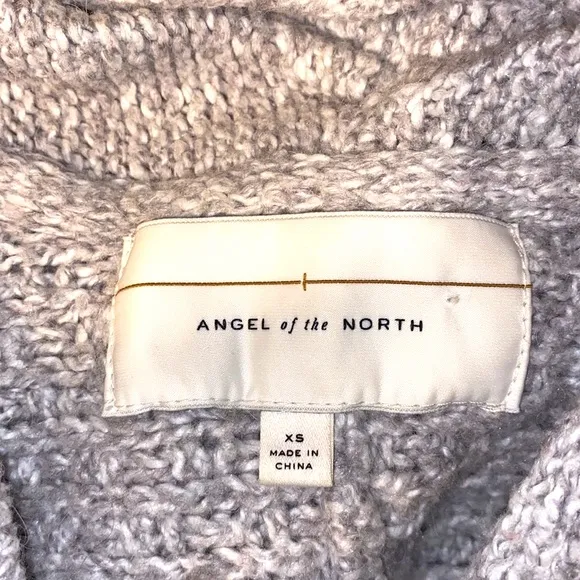 ANGEL of the NORTH
XS
MADE IN
CHINA